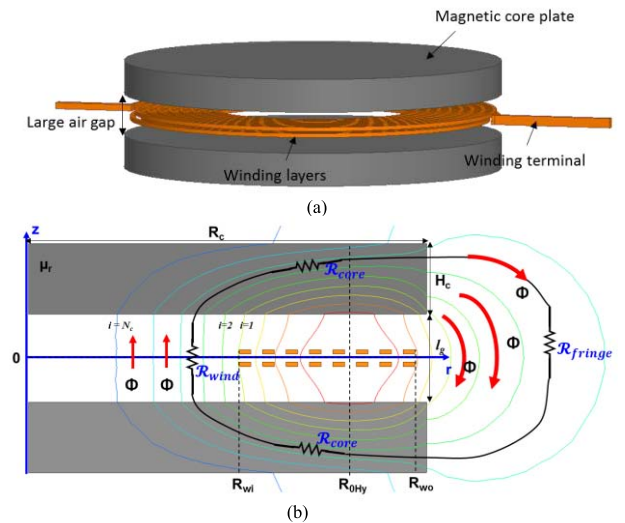 Magnetic core plate
Large air gap
Winding layers
Winding terminal
(a)
z
R_c
μ_r
ℛ_core
H_c
Φ
i = N_c i=2 i=1
l_g
Φ
0
r
Φ Φ
ℛ_wind
Φ
ℛ_fringe
ℛ_core
R_wi R_0Hy R_wo
(b)